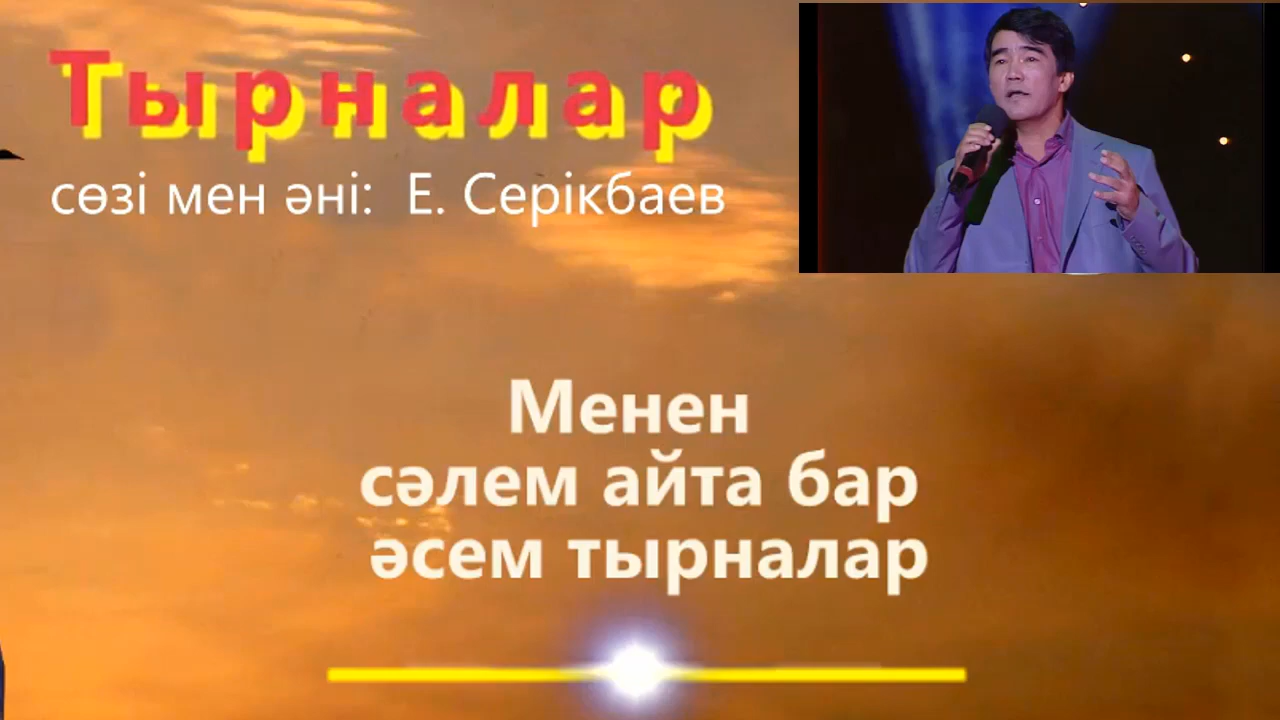 Тырналар
сөзі мен әні: Е. Серікбаев
Менен
сәлем айта бар
әсем тырналар